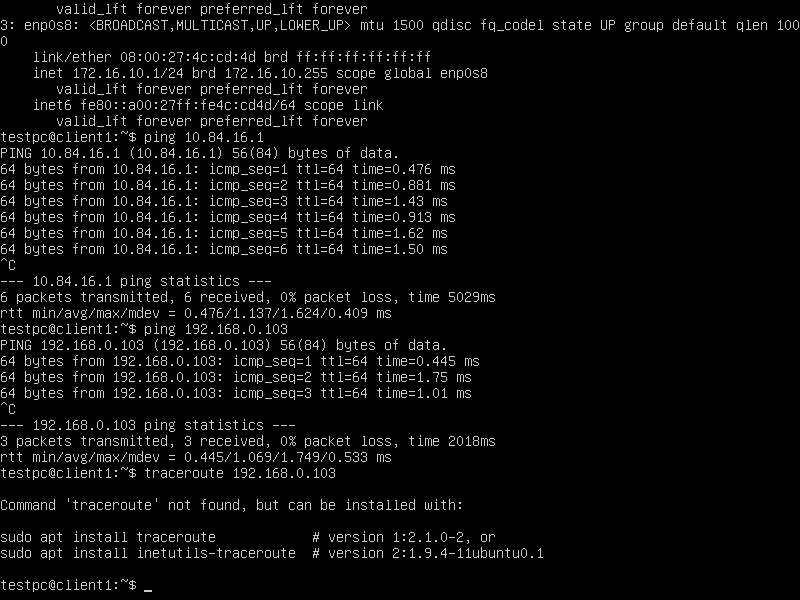 valid_lft forever preferred_lft forever
3: enp0s8: <BROADCAST,MULTICAST,UP,LOWER_UP> mtu 1500 qdisc fq_codel state UP group default qlen 100
0
    link/ether 08:00:27:4c:cd:4d brd ff:ff:ff:ff:ff:ff
    inet 172.16.10.1/24 brd 172.16.10.255 scope global enp0s8
       valid_lft forever preferred_lft forever
    inet6 fe80::a00:27ff:fe4c:cd4d/64 scope link
       valid_lft forever preferred_lft forever
testpc@client1:~$ ping 10.84.16.1
PING 10.84.16.1 (10.84.16.1) 56(84) bytes of data.
64 bytes from 10.84.16.1: icmp_seq=1 ttl=64 time=0.476 ms
64 bytes from 10.84.16.1: icmp_seq=2 ttl=64 time=0.881 ms
64 bytes from 10.84.16.1: icmp_seq=3 ttl=64 time=1.43 ms
64 bytes from 10.84.16.1: icmp_seq=4 ttl=64 time=0.913 ms
64 bytes from 10.84.16.1: icmp_seq=5 ttl=64 time=1.62 ms
64 bytes from 10.84.16.1: icmp_seq=6 ttl=64 time=1.50 ms
^C
--- 10.84.16.1 ping statistics ---
6 packets transmitted, 6 received, 0% packet loss, time 5029ms
rtt min/avg/max/mdev = 0.476/1.137/1.624/0.409 ms
testpc@client1:~$ ping 192.168.0.103
PING 192.168.0.103 (192.168.0.103) 56(84) bytes of data.
64 bytes from 192.168.0.103: icmp_seq=1 ttl=64 time=0.445 ms
64 bytes from 192.168.0.103: icmp_seq=2 ttl=64 time=1.75 ms
64 bytes from 192.168.0.103: icmp_seq=3 ttl=64 time=1.01 ms
^C
--- 192.168.0.103 ping statistics ---
3 packets transmitted, 3 received, 0% packet loss, time 2018ms
rtt min/avg/max/mdev = 0.445/1.069/1.749/0.533 ms
testpc@client1:~$ traceroute 192.168.0.103

Command 'traceroute' not found, but can be installed with:

sudo apt install traceroute            # version 1:2.1.0-2, or
sudo apt install inetutils-traceroute  # version 2:1.9.4-11ubuntu0.1

testpc@client1:~$ _